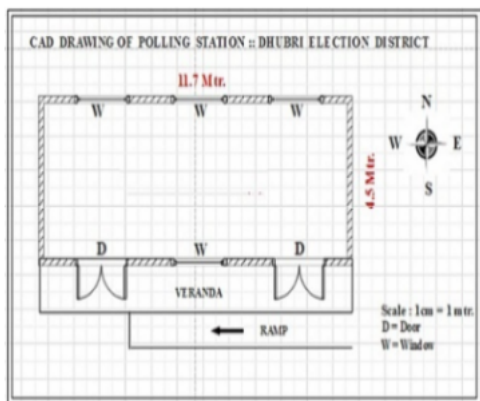 CAD DRAWING OF POLLING STATION :: DHUBRI ELECTION DISTRICT
11.7 Mtr.
W W W
N
W E
S
4.5 Mtr.
D W D
VERANDA
RAMP
Scale : 1cm = 1 mtr.
D = Door
W = Window